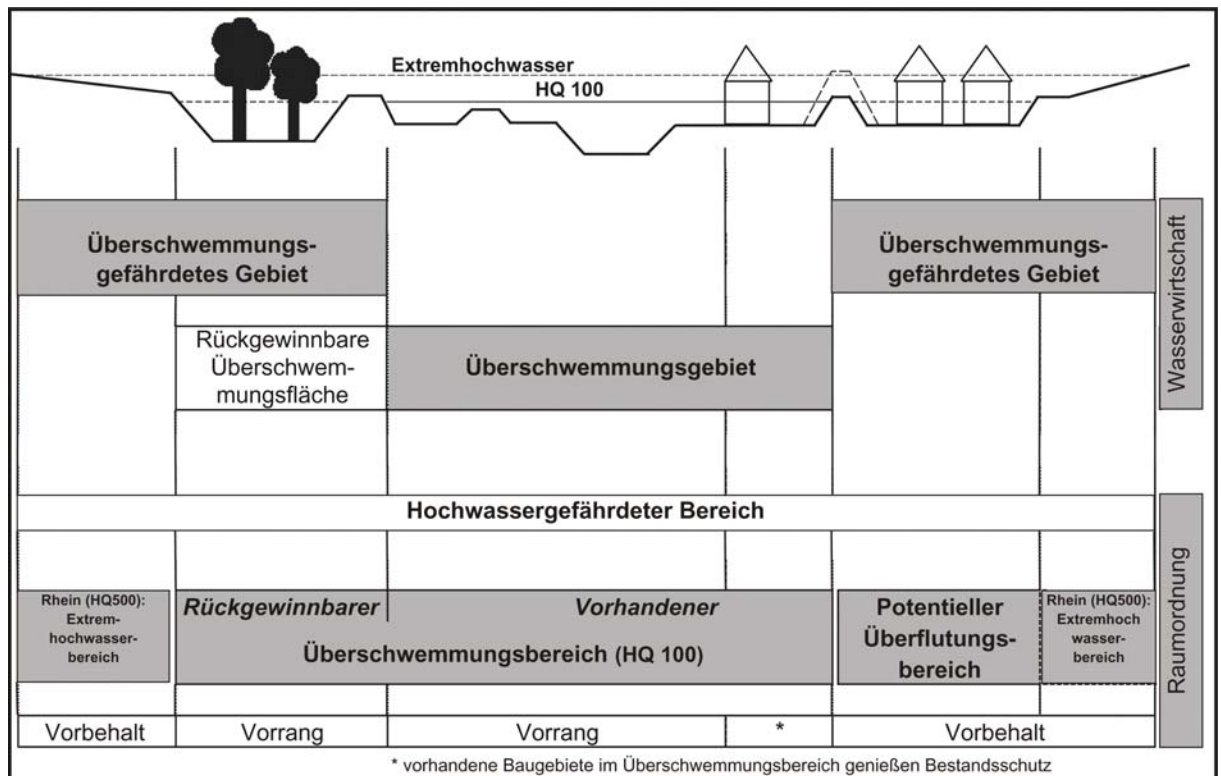 Extremhochwasser
HQ 100
Überschwemmungs-
gefährdetes Gebiet
Überschwemmungs-
gefährdetes Gebiet
Wasserwirtschaft
Rückgewinnbare
Überschwem-
mungsfläche
Überschwemmungsgebiet
Hochwassergefährdeter Bereich
Raumordnung
Rhein (HQ500):
Extrem-
hochwasser-
bereich
Rückgewinnbarer
Vorhandener
Überschwemmungsbereich (HQ 100)
Potentieller
Überflutungs-
bereich
Rhein (HQ500):
Extremhoch
wasser-
bereich
Vorbehalt
Vorrang
Vorrang
*
Vorbehalt
* vorhandene Baugebiete im Überschwemmungsbereich genießen Bestandsschutz